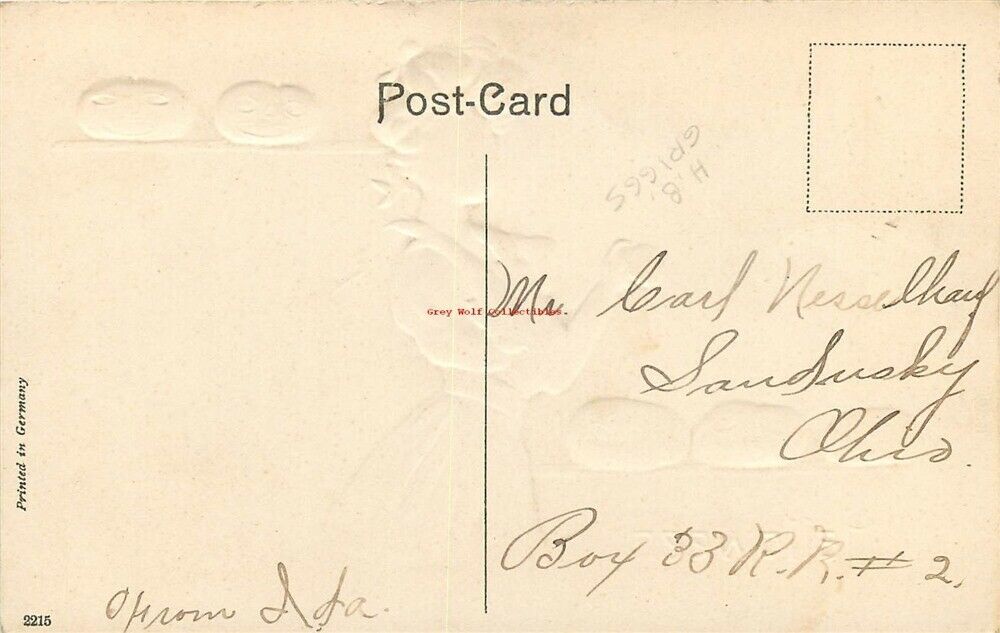 Post-Card
H. B.
GRIGGS
Mr. Carl Nesselhauf
Sandusky
Ohio.
Box 33 R. R. # 2.
Grey Wolf Collectibles.
Printed in Germany
From Ida.
2215